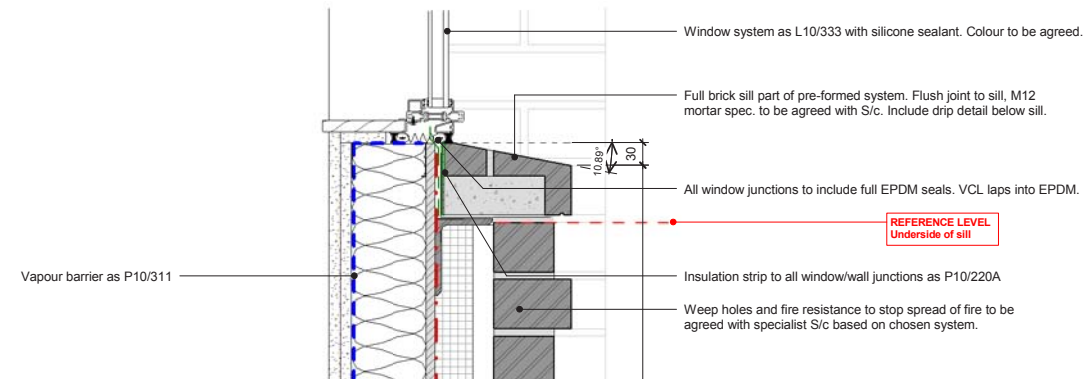 Window system as L10/333 with silicone sealant. Colour to be agreed.
Full brick sill part of pre-formed system. Flush joint to sill, M12
mortar spec. to be agreed with S/c. Include drip detail below sill.
10.89°
30
All window junctions to include full EPDM seals. VCL laps into EPDM.
REFERENCE LEVEL
Underside of sill
Vapour barrier as P10/311
Insulation strip to all window/wall junctions as P10/220A
Weep holes and fire resistance to stop spread of fire to be
agreed with specialist S/c based on chosen system.